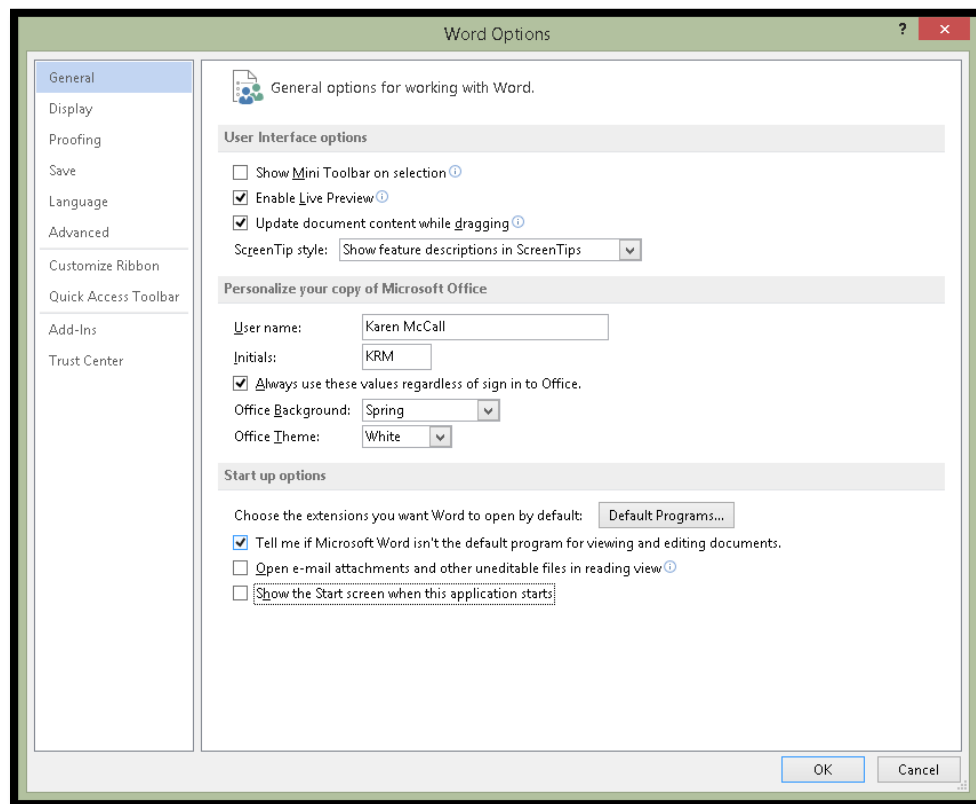 Word Options
?
General
Display
Proofing
Save
Language
Advanced
Customize Ribbon
Quick Access Toolbar
Add-Ins
Trust Center
General options for working with Word.
User Interface options
Show Mini Toolbar on selection
Enable Live Preview
Update document content while dragging
ScreenTip style: Show feature descriptions in ScreenTips
Personalize your copy of Microsoft Office
User name: Karen McCall
Initials: KRM
Always use these values regardless of sign in to Office.
Office Background: Spring
Office Theme: White
Start up options
Choose the extensions you want Word to open by default: Default Programs...
Tell me if Microsoft Word isn't the default program for viewing and editing documents.
Open e-mail attachments and other uneditable files in reading view
Show the Start screen when this application starts
OK Cancel